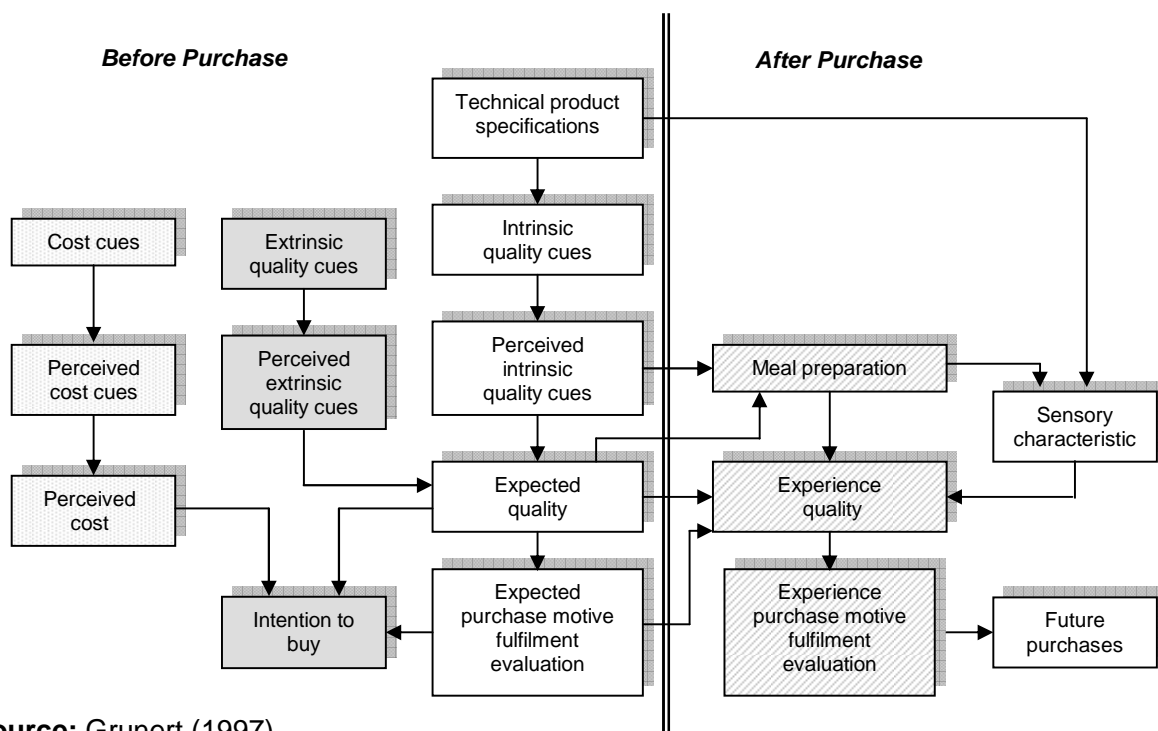 Before Purchase
After Purchase
Technical product
specifications
Cost cues
Extrinsic
quality cues
Intrinsic
quality cues
Perceived
cost cues
Perceived
extrinsic
quality cues
Perceived
intrinsic
quality cues
Meal preparation
Sensory
characteristic
Perceived
cost
Expected
quality
Experience
quality
Intention to
buy
Expected
purchase motive
fulfilment
evaluation
Experience
purchase motive
fulfilment
evaluation
Future
purchases
ource: Grunert (1997)